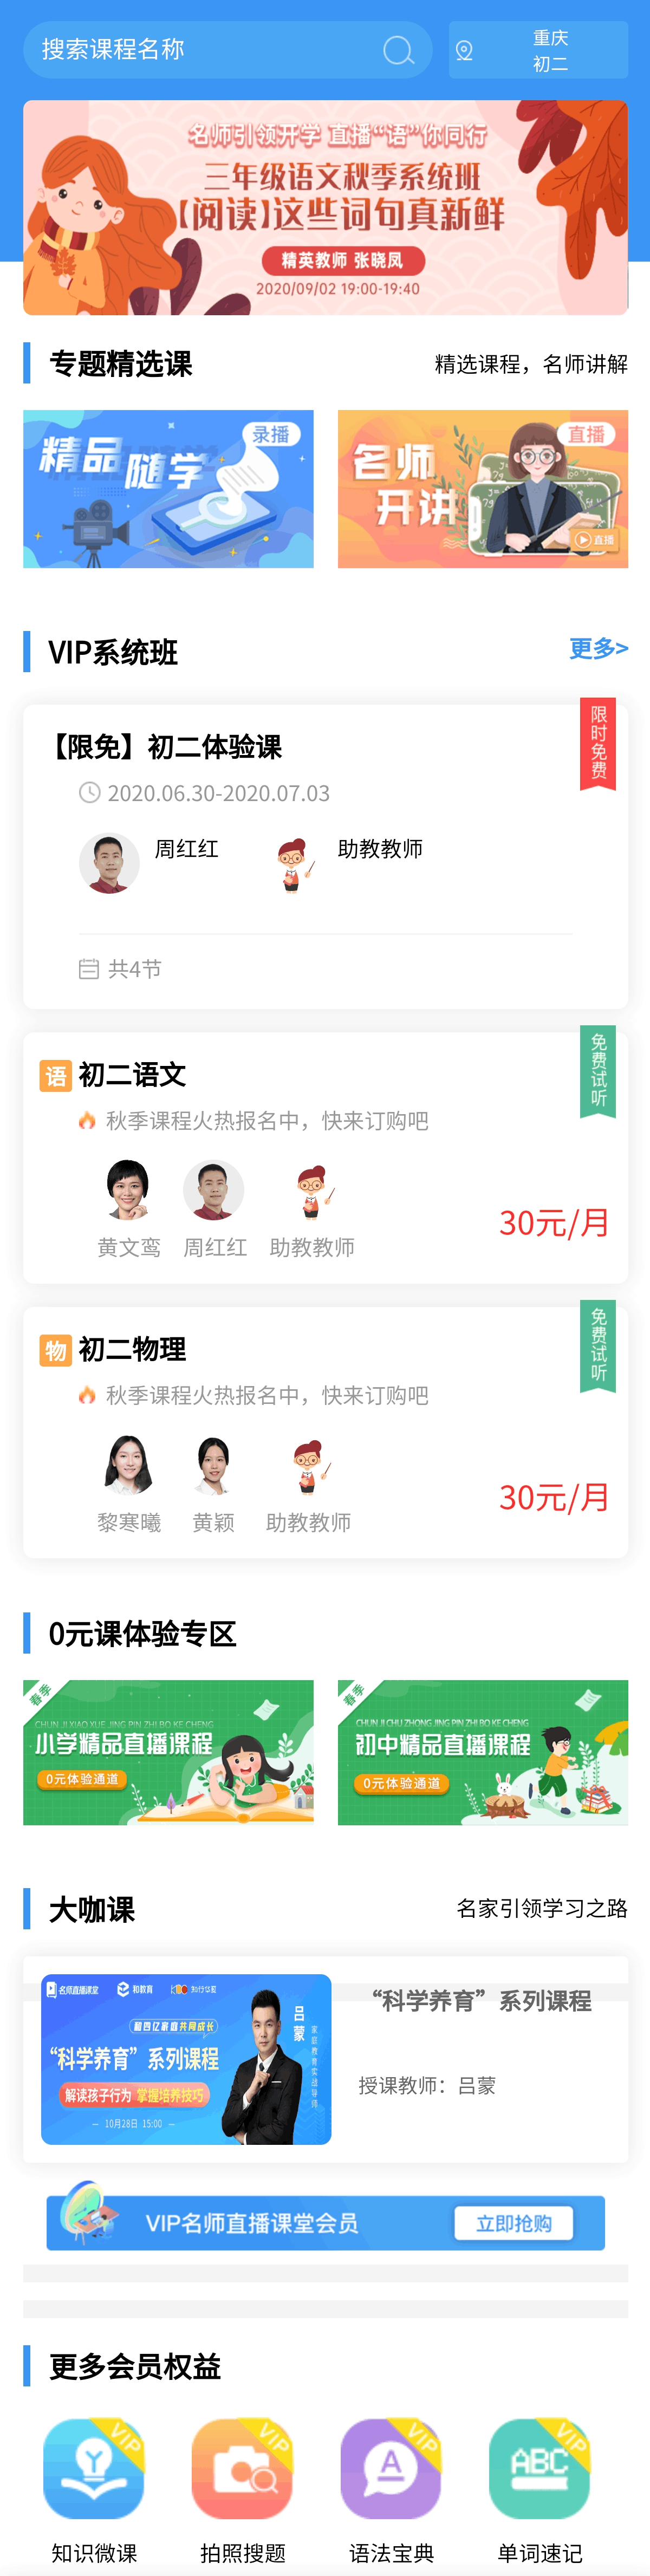 搜索课程名称
重庆
初二
名师引领开学 直播“语”你同行
三年级语文秋季系统班
【阅读】这些词句真新鲜
精英教师 张晓凤
2020/09/02 19:00-19:40
专题精选课
精选课程，名师讲解
录播
精品 随学
直播
名师
开讲
直播
VIP系统班
更多>
限时免费
【限免】初二体验课
2020.06.30-2020.07.03
周红红
助教教师
共4节
免费试听
语 初二语文
秋季课程火热报名中，快来订购吧
黄文鸾 周红红 助教教师
30元/月
免费试听
物 初二物理
秋季课程火热报名中，快来订购吧
黎寒曦 黄颖 助教教师
30元/月
0元课体验专区
春季
CHUN JI XIAO XUE JING PIN ZHI BO KE CHENG
小学精品直播课程
0元体验通道
春季
CHUN JI CHU ZHONG JING PIN ZHI BO KE CHENG
初中精品直播课程
0元体验通道
大咖课
名家引领学习之路
名师直播课堂 和教育
和四亿家庭共同成长
“科学养育”系列课程
解读孩子行为 掌握培养技巧
— 10月28日 15:00 —
吕蒙
家庭教育实战导师
“科学养育”系列课程
授课教师：吕蒙
VIP名师直播课堂会员
立即抢购
更多会员权益
VIP
VIP
A VIP
ABC VIP
知识微课
拍照搜题
语法宝典
单词速记